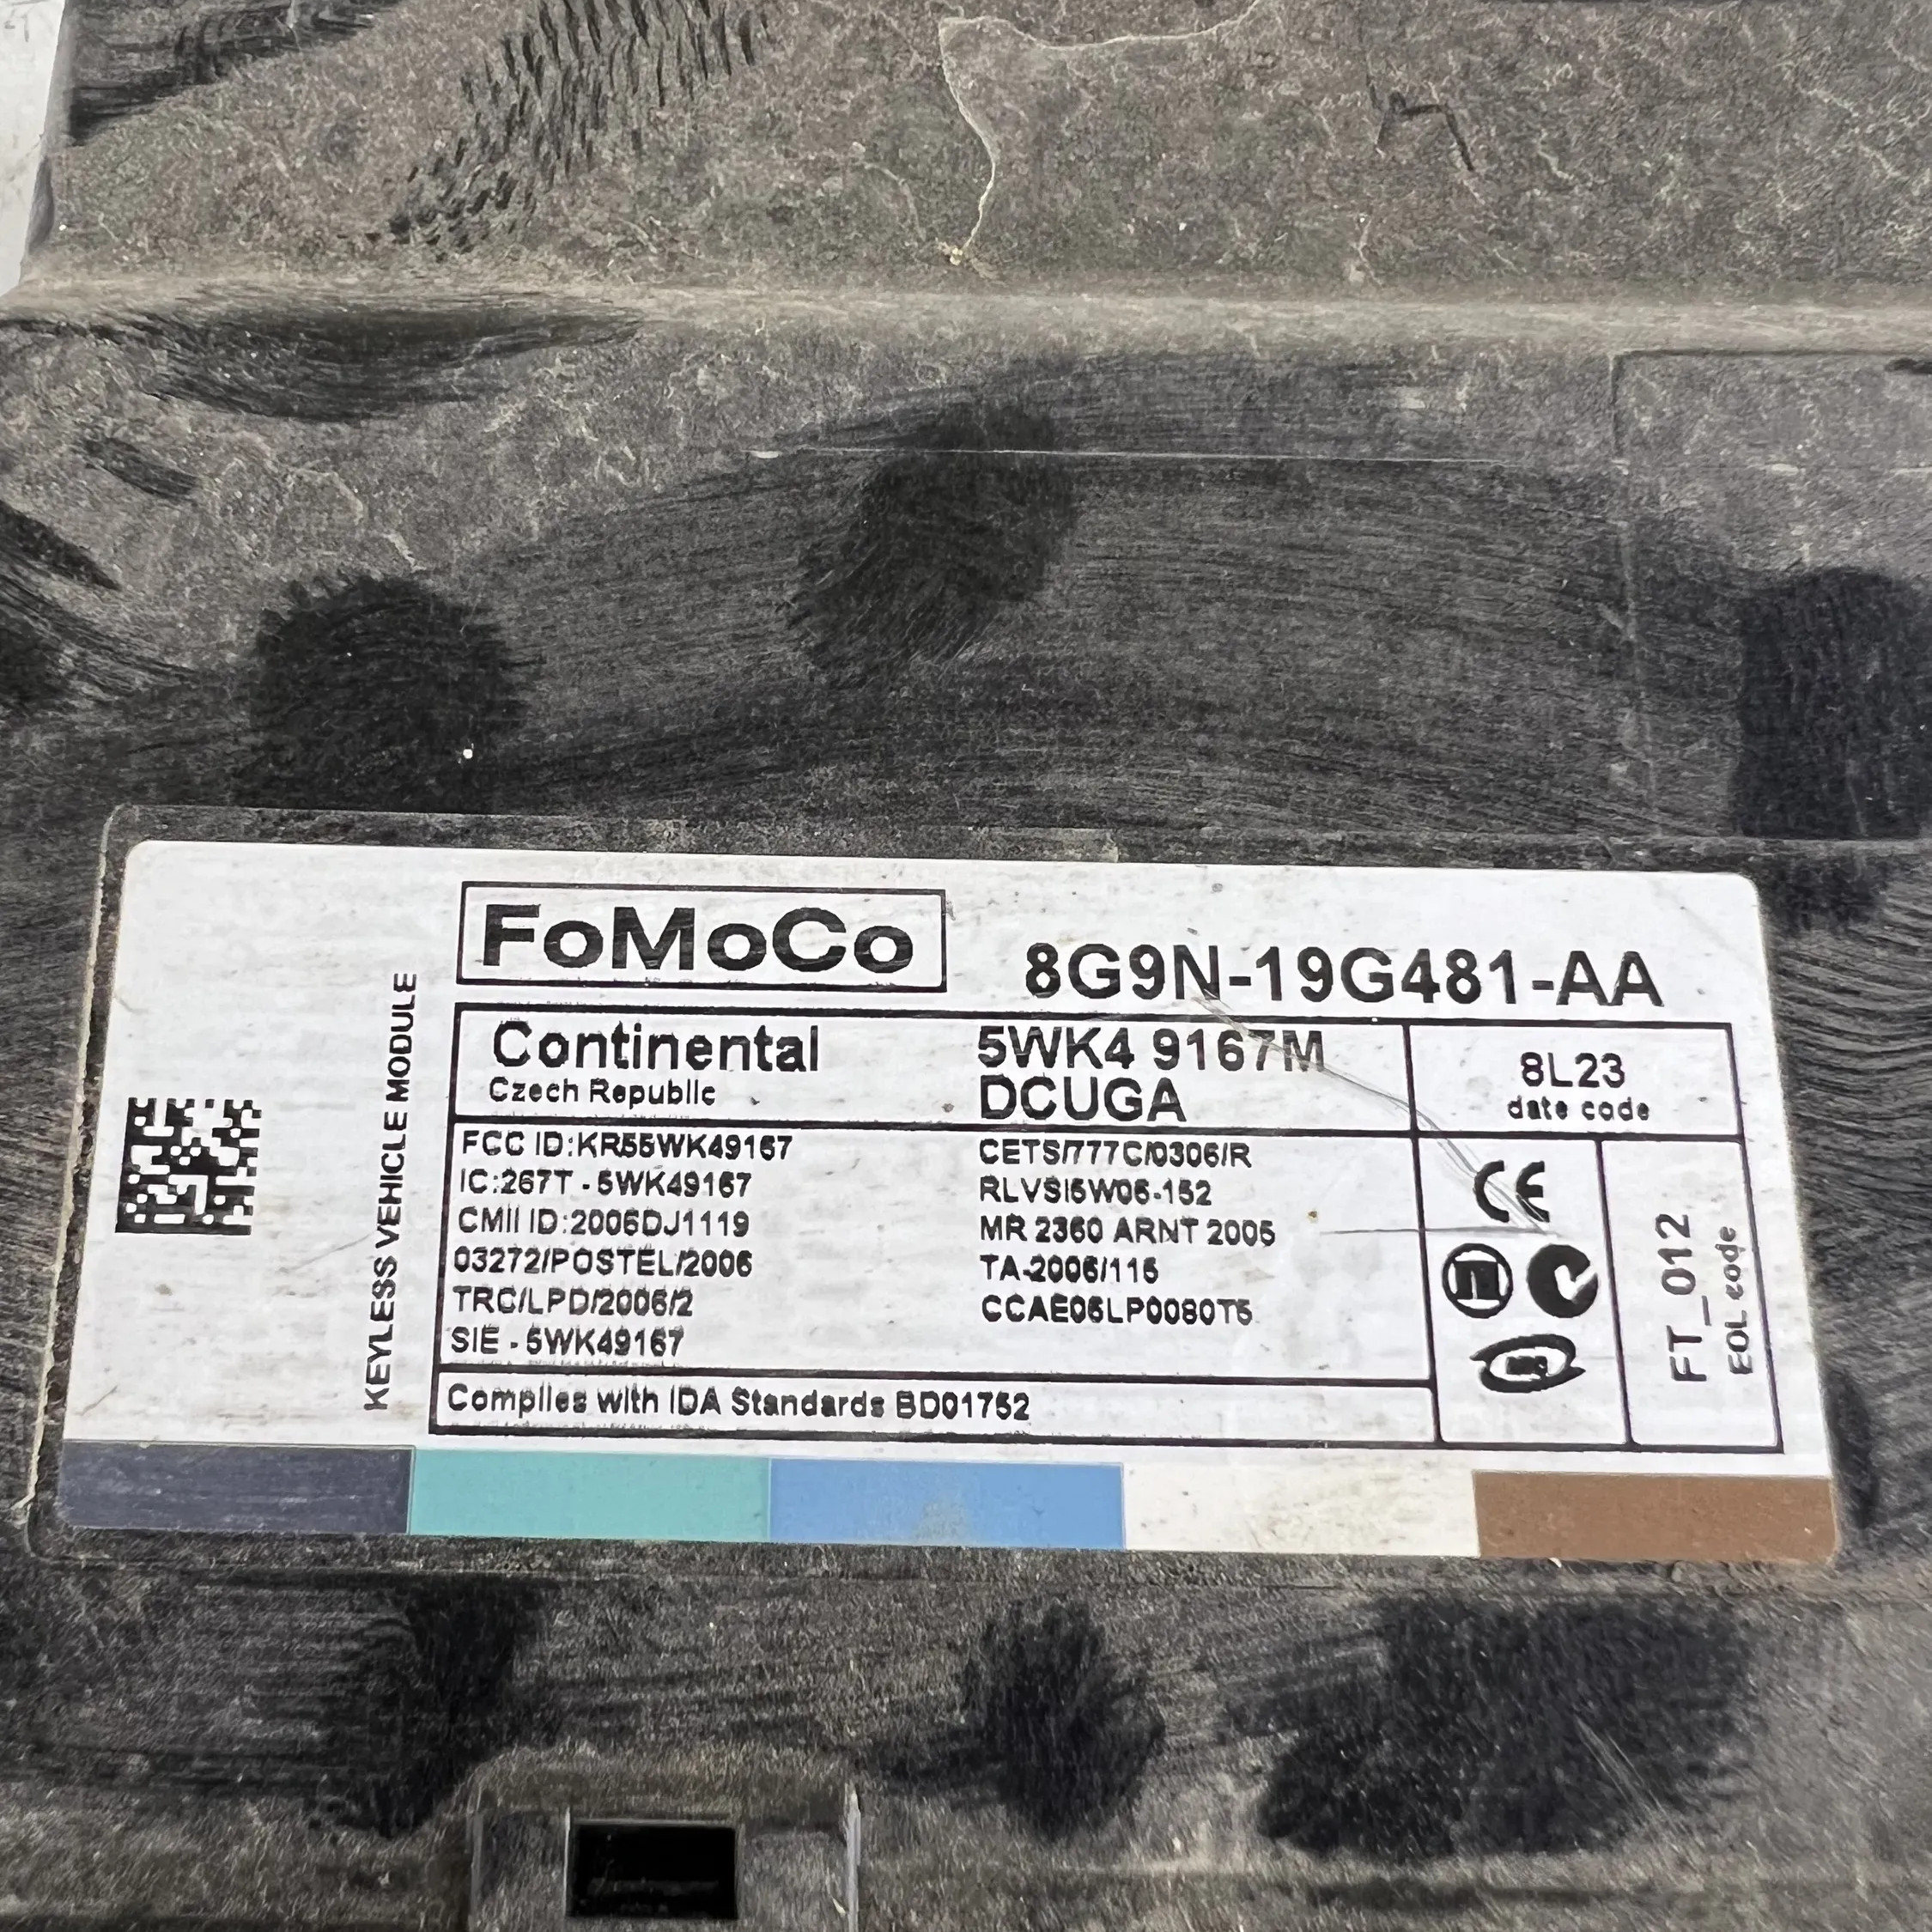 FoMoCo
8G9N-19G481-AA
KEYLESS VEHICLE MODULE
Continental
Czech Republic
5WK4 9167M
DCUGA
8L23
date code
FCC ID:KR55WK49167
IC:267T - 5WK49167
CMII ID:2006DJ1119
03272/POSTEL/2006
TRC/LPD/2006/2
SIE - 5WK49167
CETS/777C/0306/R
RLVSI5W06-152
MR 2360 ARNT 2005
TA-2006/115
CCAE06LP0080T5
CE
FT_012
EOL code
Complies with IDA Standards BD01752